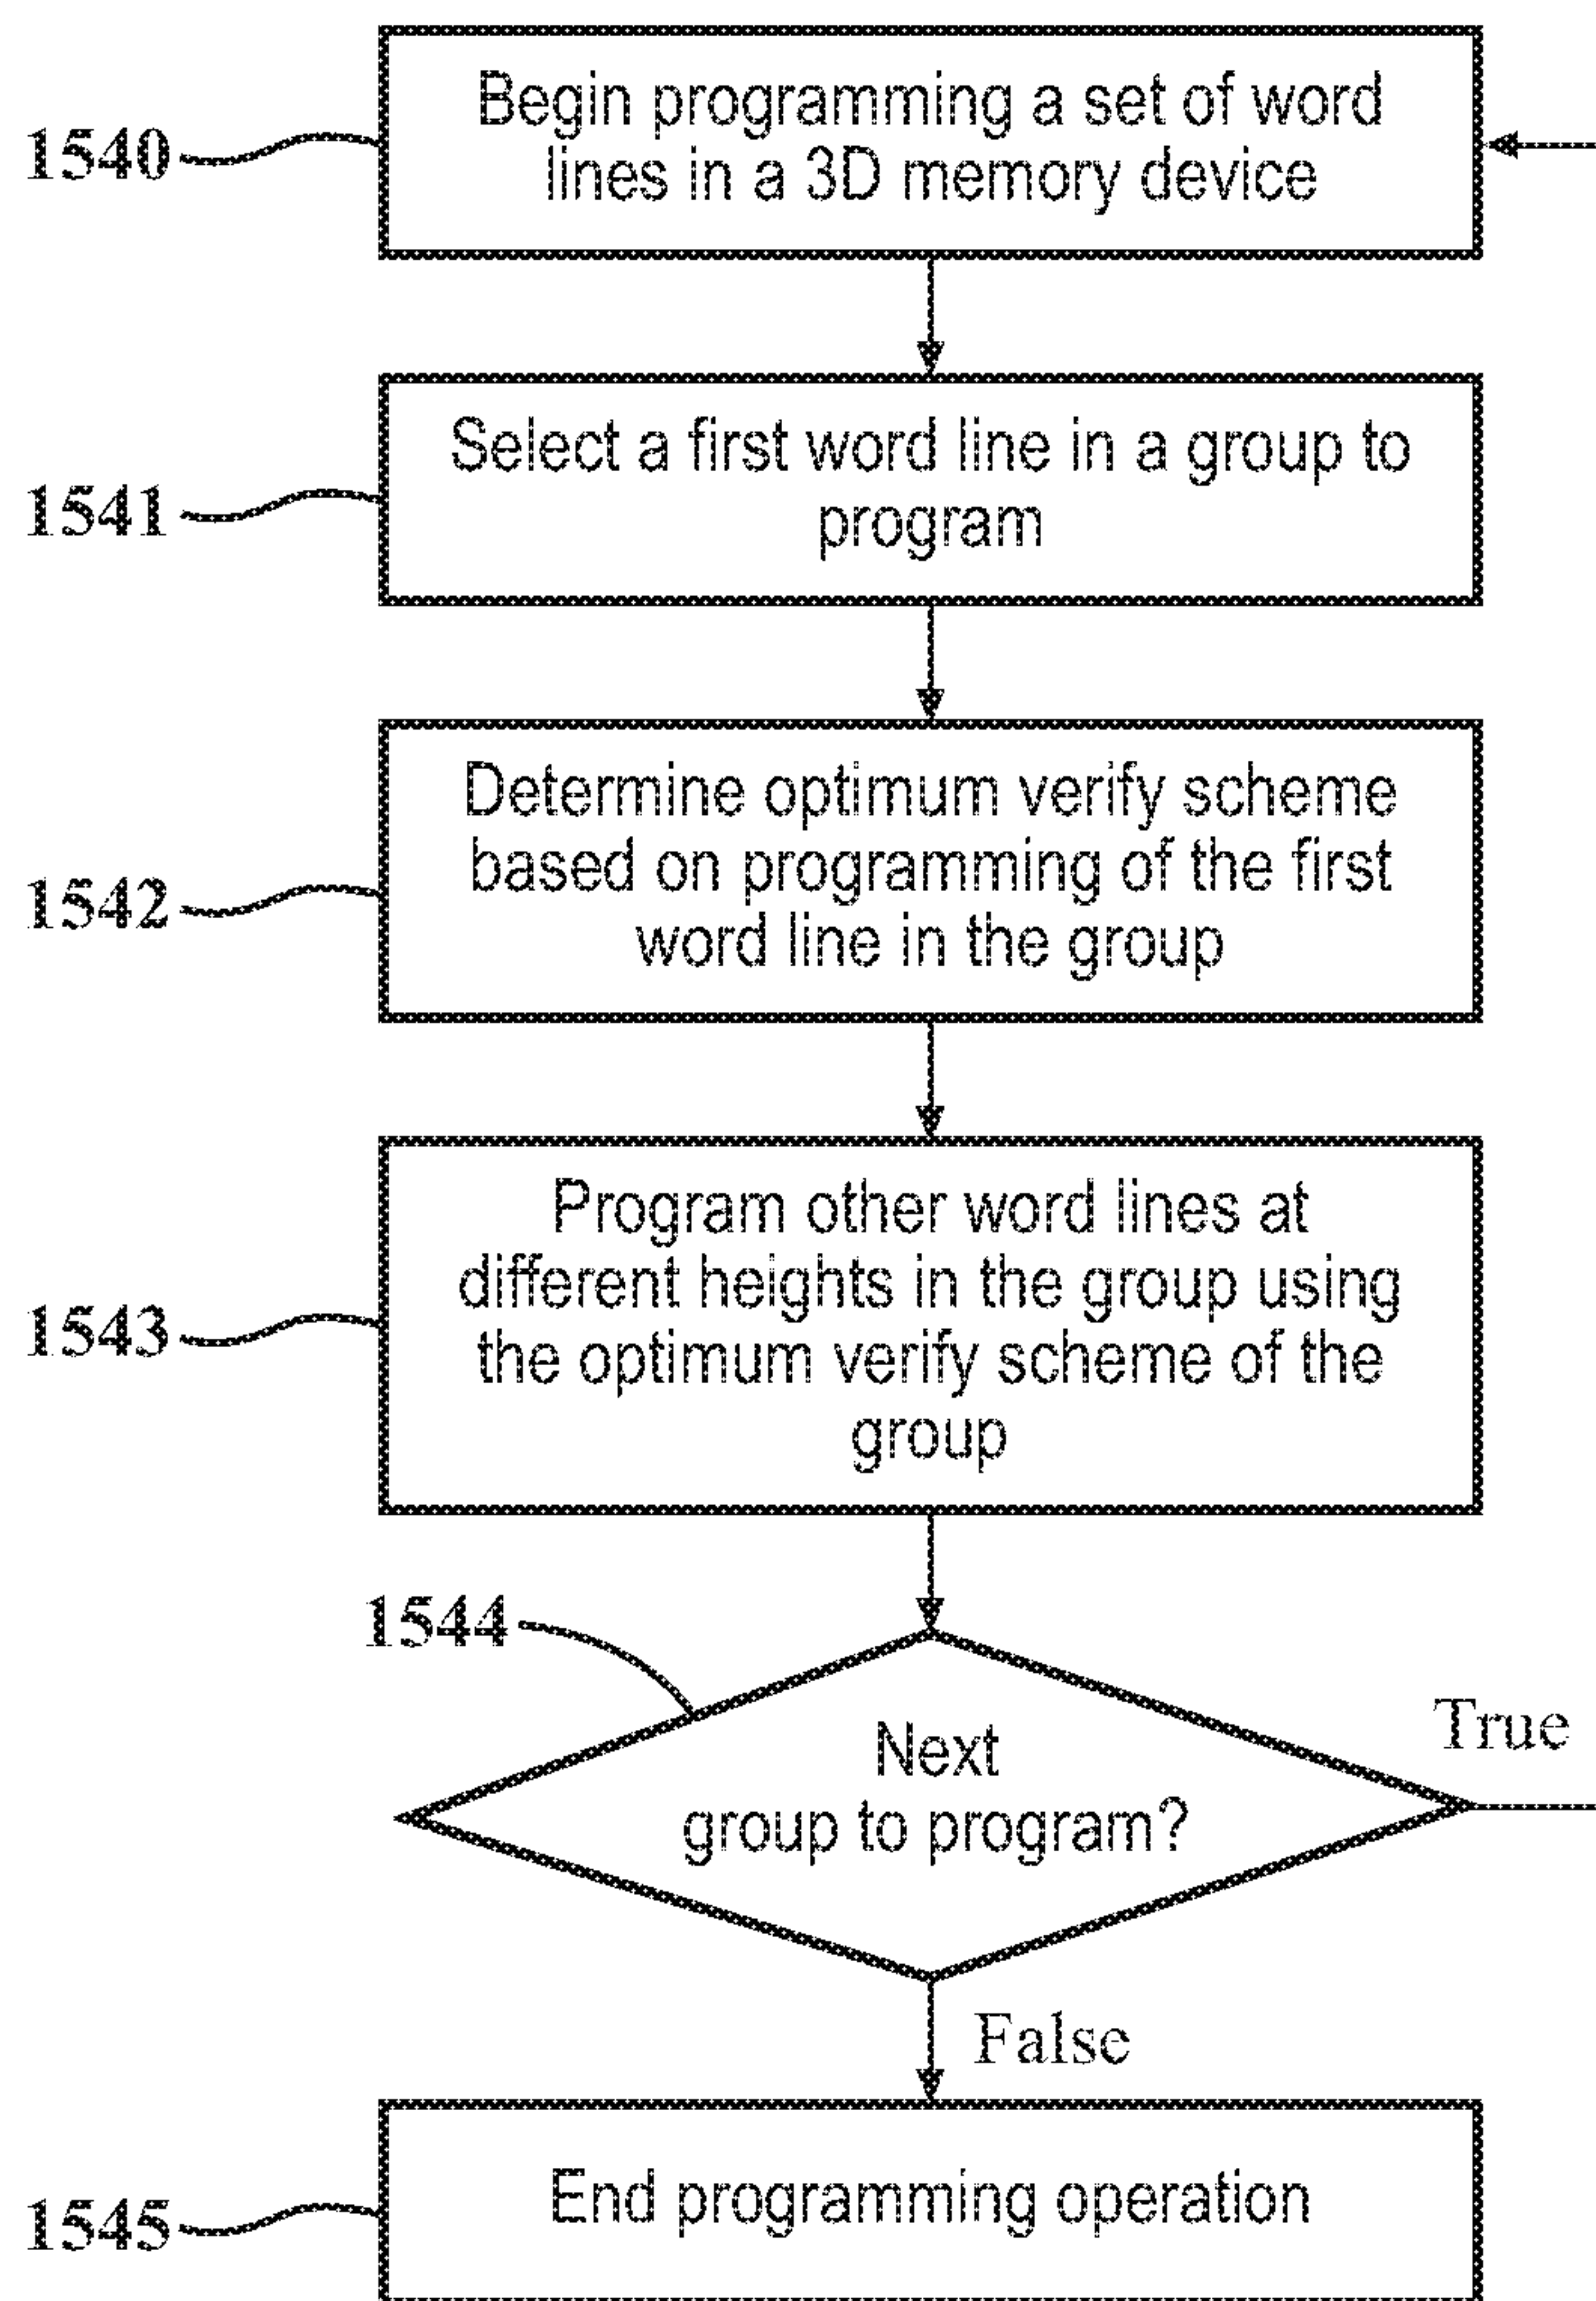 1540
Begin programming a set of word
lines in a 3D memory device
1541
Select a first word line in a group to
program
1542
Determine optimum verify scheme
based on programming of the first
word line in the group
1543
Program other word lines at
different heights in the group using
the optimum verify scheme of the
group
1544
Next
group to program?
True
False
1545
End programming operation